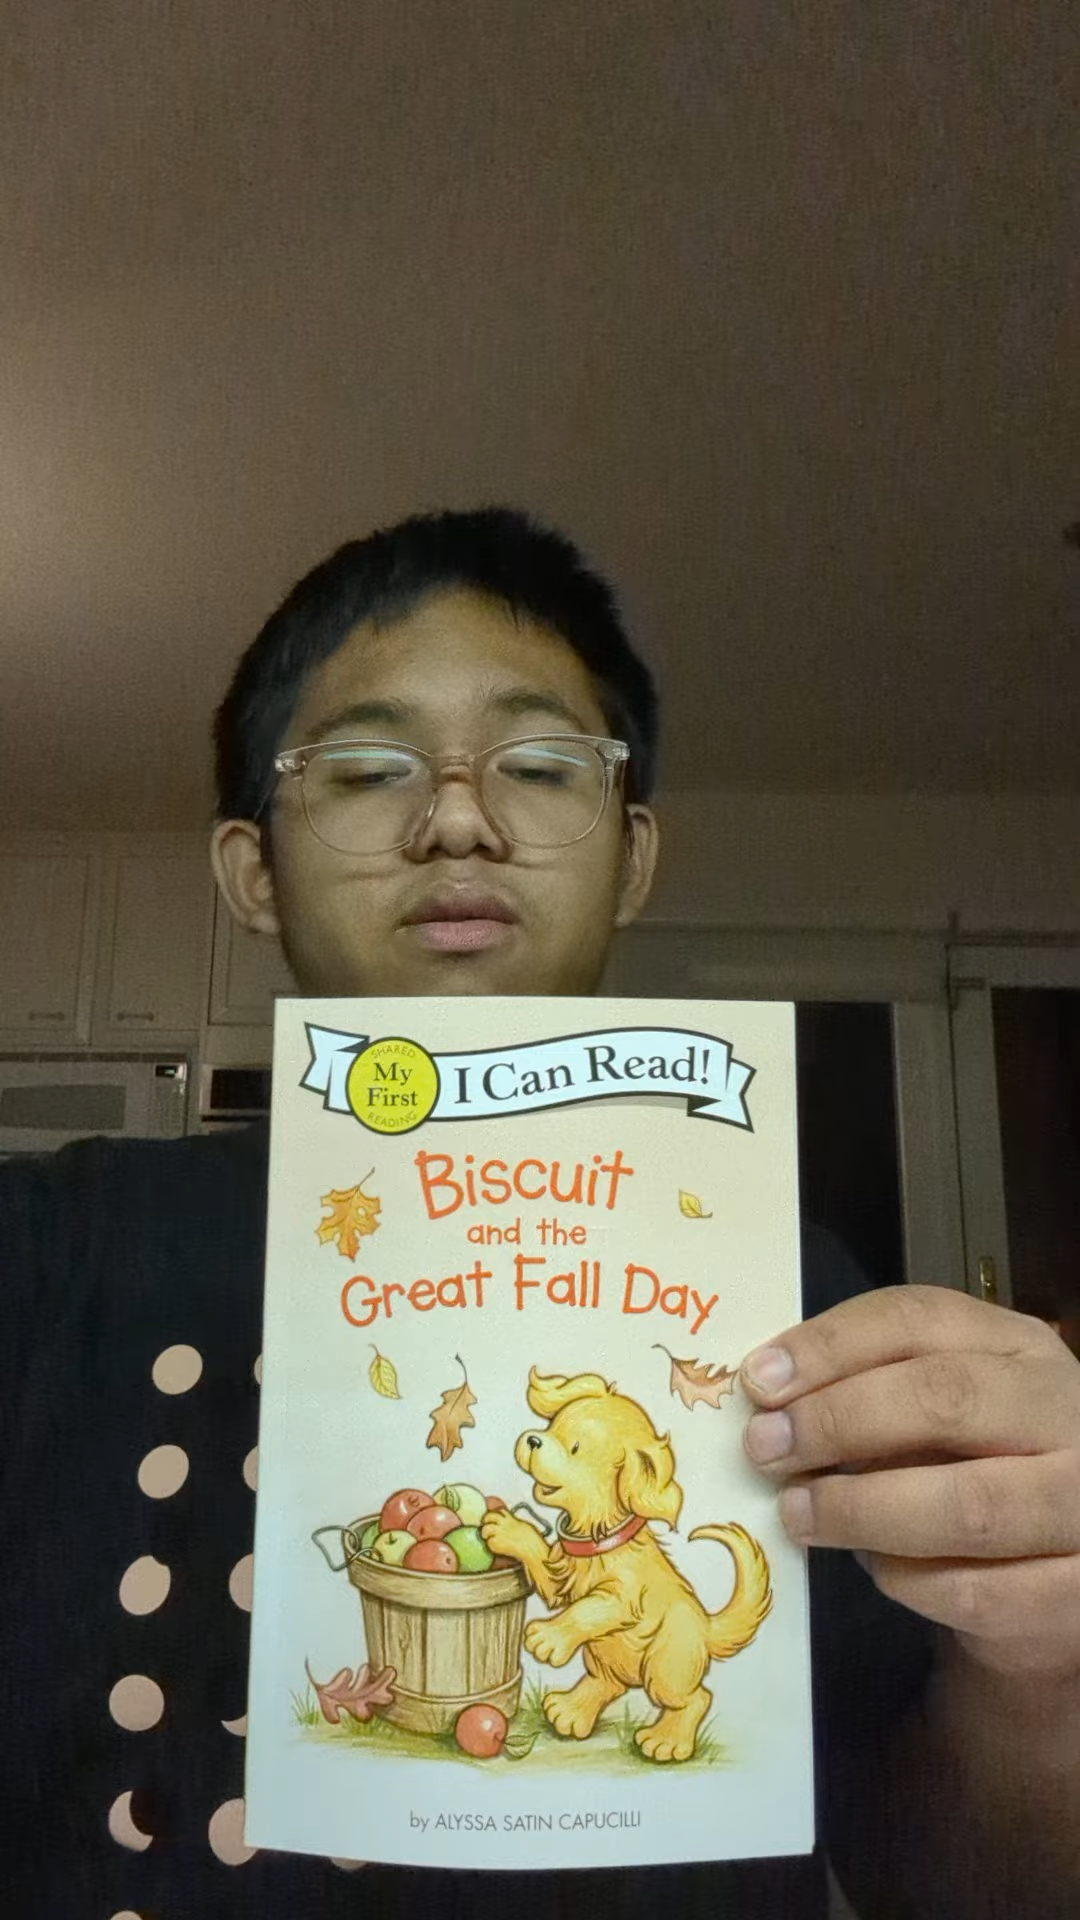 SHARED
My
First
READING
I Can Read!
Biscuit
and the
Great Fall Day
by ALYSSA SATIN CAPUCILLI